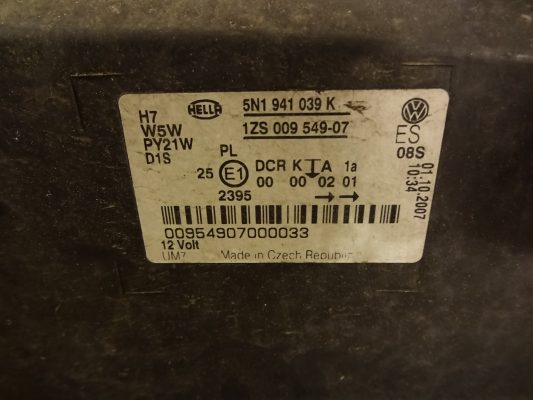 H7
W5W
PY21W
D1S
HELLA
5N1 941 039 K
1ZS 009 549-07
VW
ES
08S
01.10.2007
10:34
PL
25 E1 DCR K A 1a
00 00 02 01
2395
00954907000033
12 Volt
Made in Czech Republic